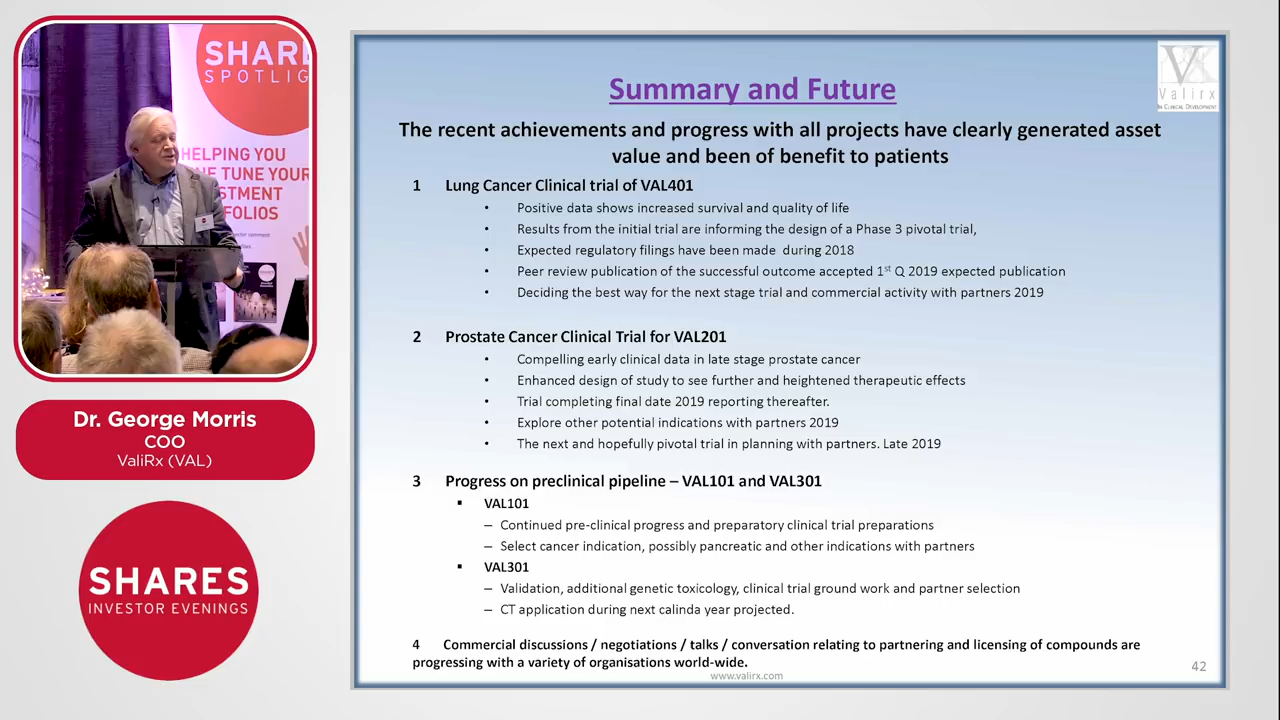 SHARE
SPOTLIG
HELPING YOU
NE TUNE YOUR
STMENT
FOLIOS
Dr. George Morris
COO
ValiRx (VAL)
SHARES
INVESTOR EVENINGS
Valirx
IN CLINICAL DEVELOPMENT
Summary and Future
The recent achievements and progress with all projects have clearly generated asset
value and been of benefit to patients
1 Lung Cancer Clinical trial of VAL401
• Positive data shows increased survival and quality of life
• Results from the initial trial are informing the design of a Phase 3 pivotal trial,
• Expected regulatory filings have been made during 2018
• Peer review publication of the successful outcome accepted 1st Q 2019 expected publication
• Deciding the best way for the next stage trial and commercial activity with partners 2019
2 Prostate Cancer Clinical Trial for VAL201
• Compelling early clinical data in late stage prostate cancer
• Enhanced design of study to see further and heightened therapeutic effects
• Trial completing final date 2019 reporting thereafter.
• Explore other potential indications with partners 2019
• The next and hopefully pivotal trial in planning with partners. Late 2019
3 Progress on preclinical pipeline – VAL101 and VAL301
▪ VAL101
– Continued pre-clinical progress and preparatory clinical trial preparations
– Select cancer indication, possibly pancreatic and other indications with partners
▪ VAL301
– Validation, additional genetic toxicology, clinical trial ground work and partner selection
– CT application during next calinda year projected.
4 Commercial discussions / negotiations / talks / conversation relating to partnering and licensing of compounds are
progressing with a variety of organisations world-wide.
www.valirx.com
42